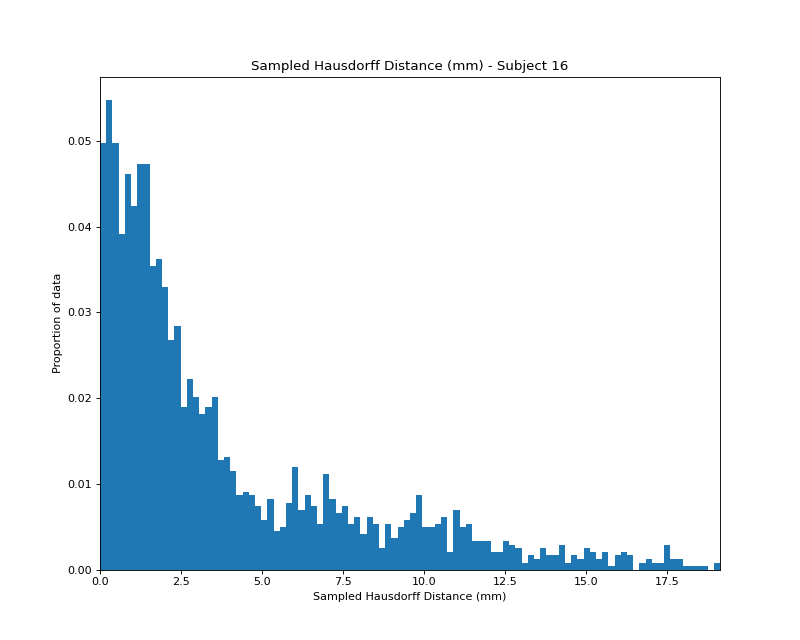 Sampled Hausdorff Distance (mm) - Subject 16
Proportion of data
0.05
0.04
0.03
0.02
0.01
0.00
0.0 2.5 5.0 7.5 10.0 12.5 15.0 17.5
Sampled Hausdorff Distance (mm)